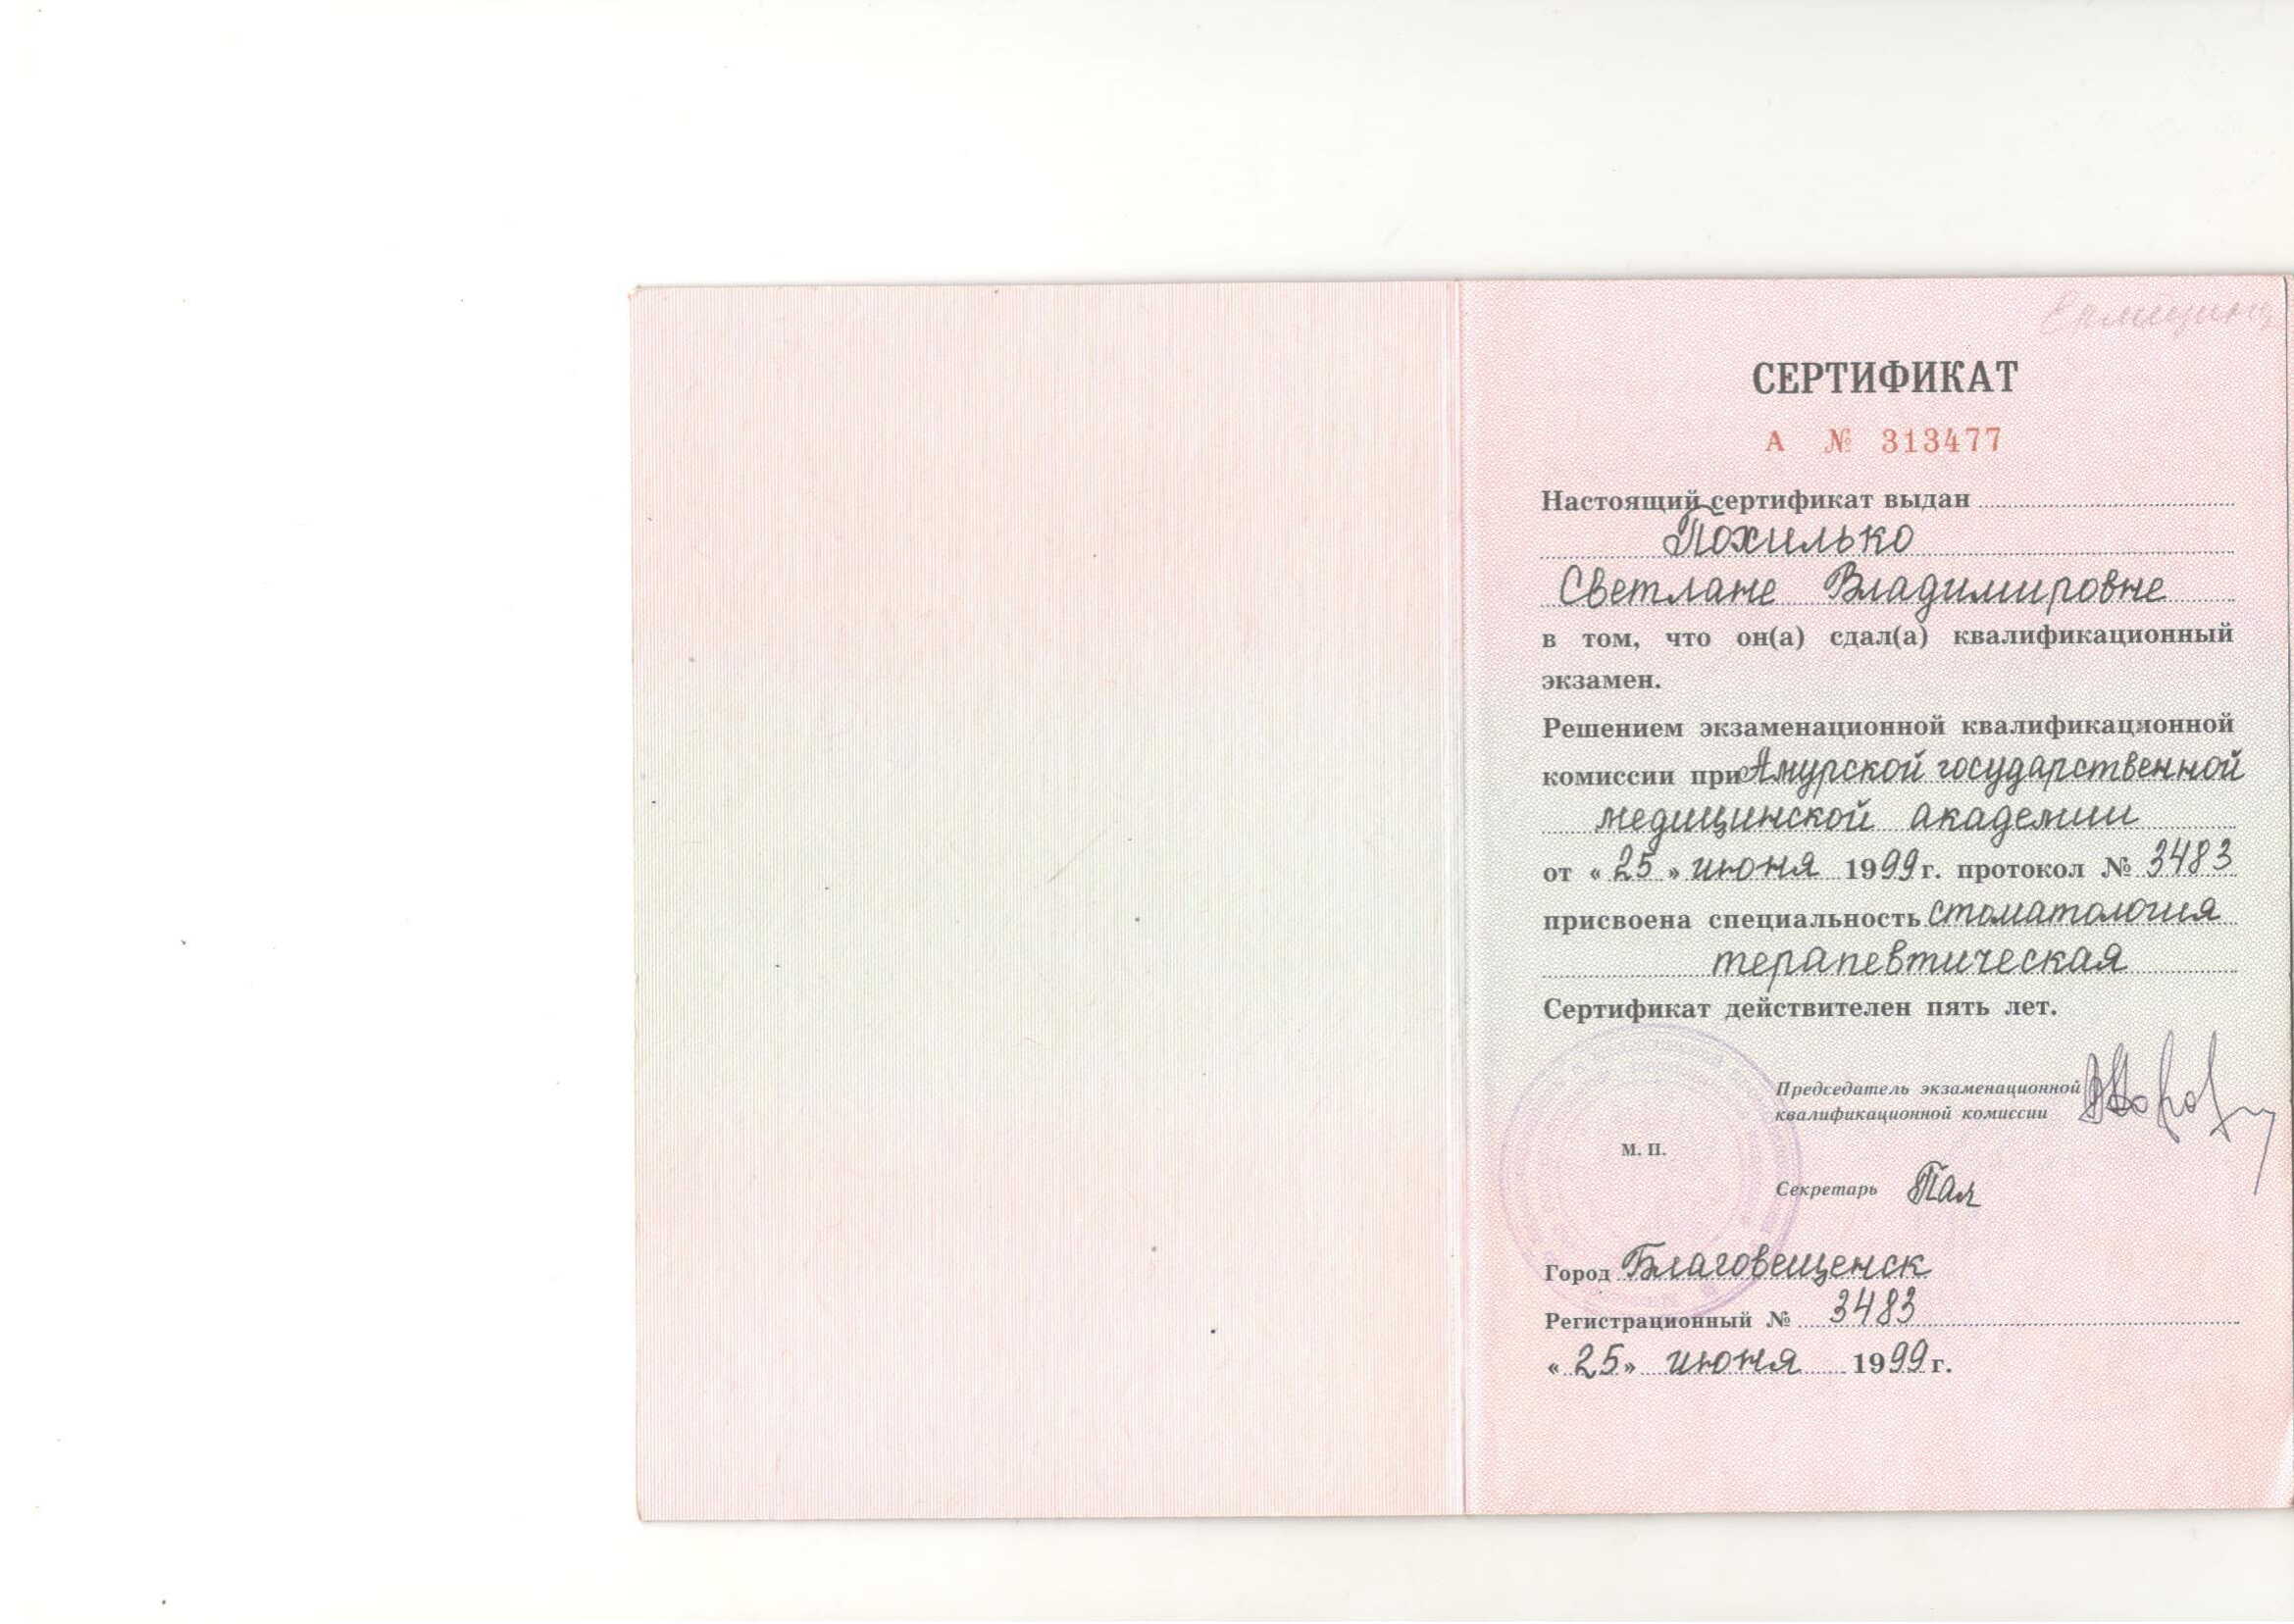 СЕРТИФИКАТ
А № 313477
Настоящий сертификат выдан
Похилько
Светлане Владимировне
в том, что он(а) сдал(а) квалификационный
экзамен.
Решением экзаменационной квалификационной
комиссии при Амурской государственной
медицинской академии
от « 25 » июня 1999 г. протокол № 3483
присвоена специальность стоматология
терапевтическая
Сертификат действителен пять лет.
Председатель экзаменационной
квалификационной комиссии
М. П.
Секретарь
Город Благовещенск
Регистрационный № 3483
« 25 » июня 1999 г.